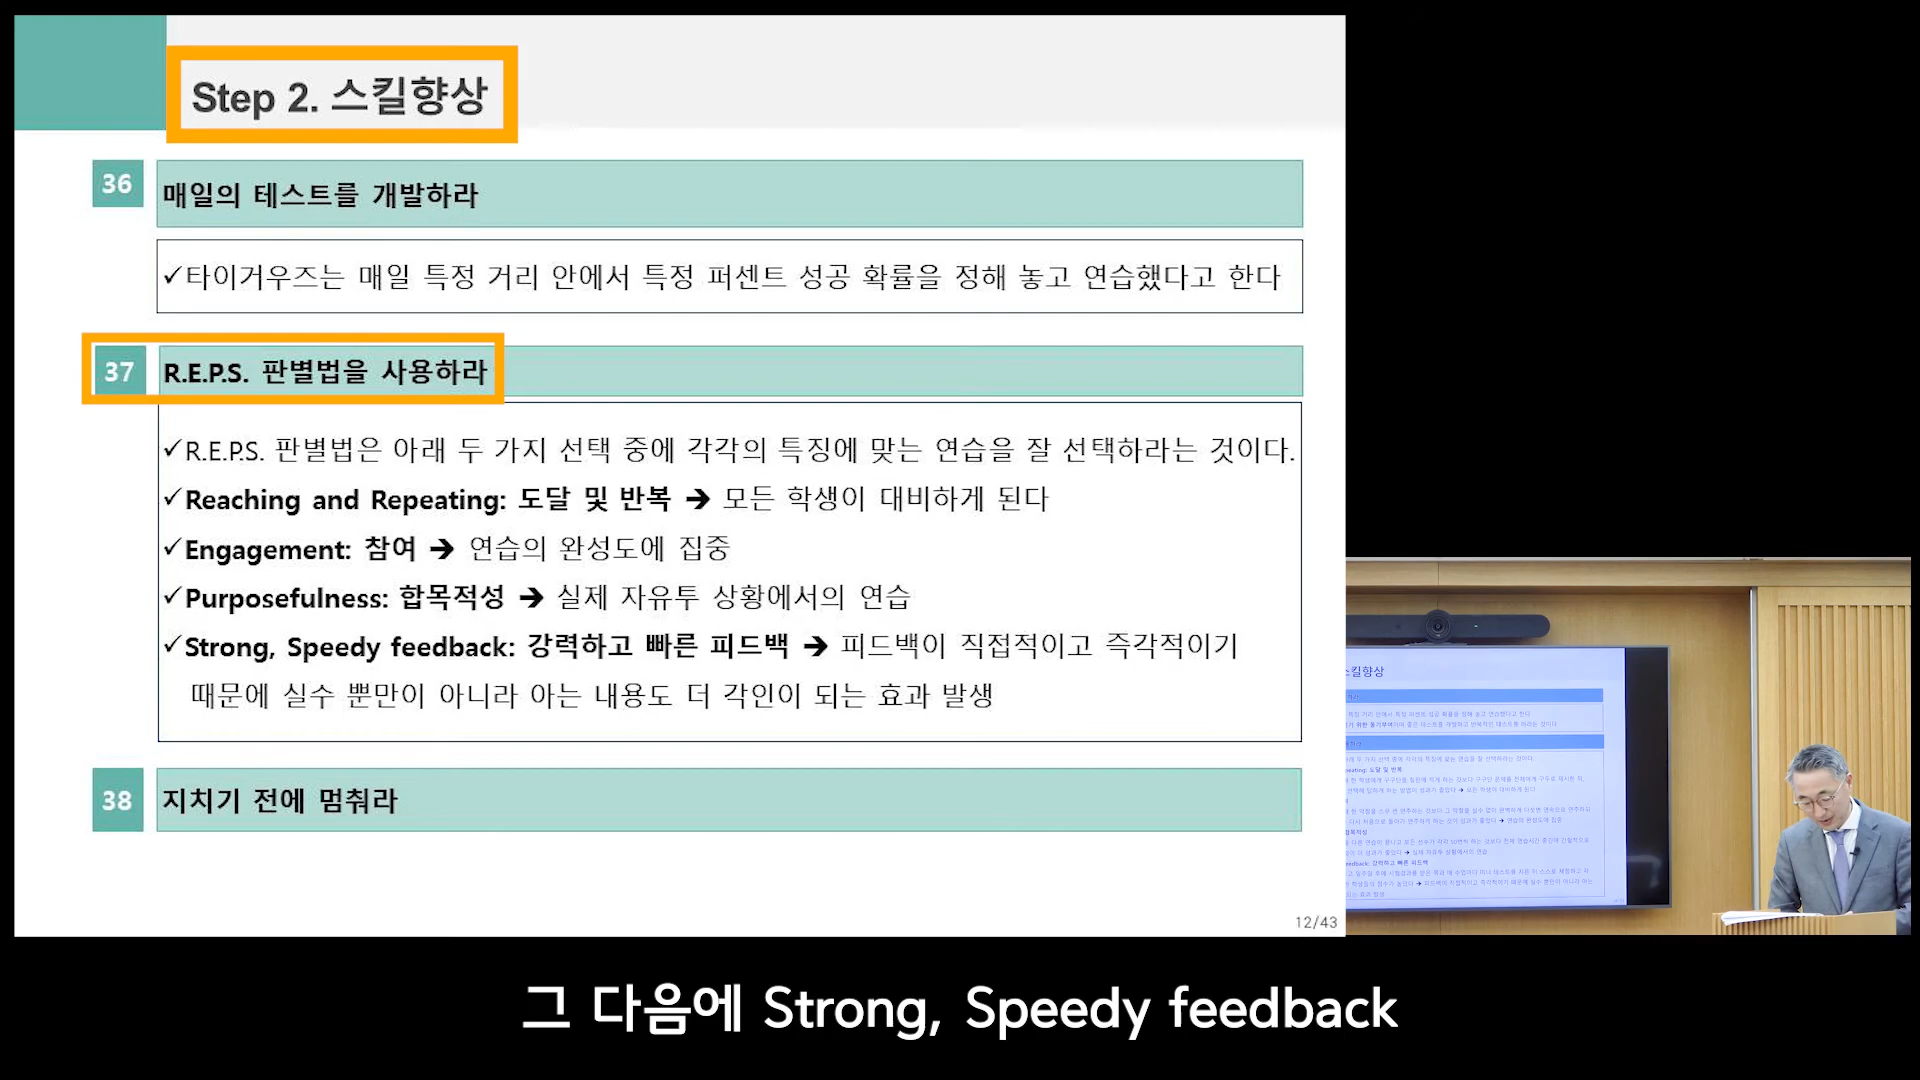 Step 2. 스킬향상
36
매일의 테스트를 개발하라
✓타이거우즈는 매일 특정 거리 안에서 특정 퍼센트 성공 확률을 정해 놓고 연습했다고 한다
37
R.E.P.S. 판별법을 사용하라
✓R.E.P.S. 판별법은 아래 두 가지 선택 중에 각각의 특징에 맞는 연습을 잘 선택하라는 것이다.
✓Reaching and Repeating: 도달 및 반복 ➔ 모든 학생이 대비하게 된다
✓Engagement: 참여 ➔ 연습의 완성도에 집중
✓Purposefulness: 합목적성 ➔ 실제 자유투 상황에서의 연습
✓Strong, Speedy feedback: 강력하고 빠른 피드백 ➔ 피드백이 직접적이고 즉각적이기
때문에 실수 뿐만이 아니라 아는 내용도 더 각인이 되는 효과 발생
38
지치기 전에 멈춰라
12/43
스킬향상
그 다음에 Strong, Speedy feedback